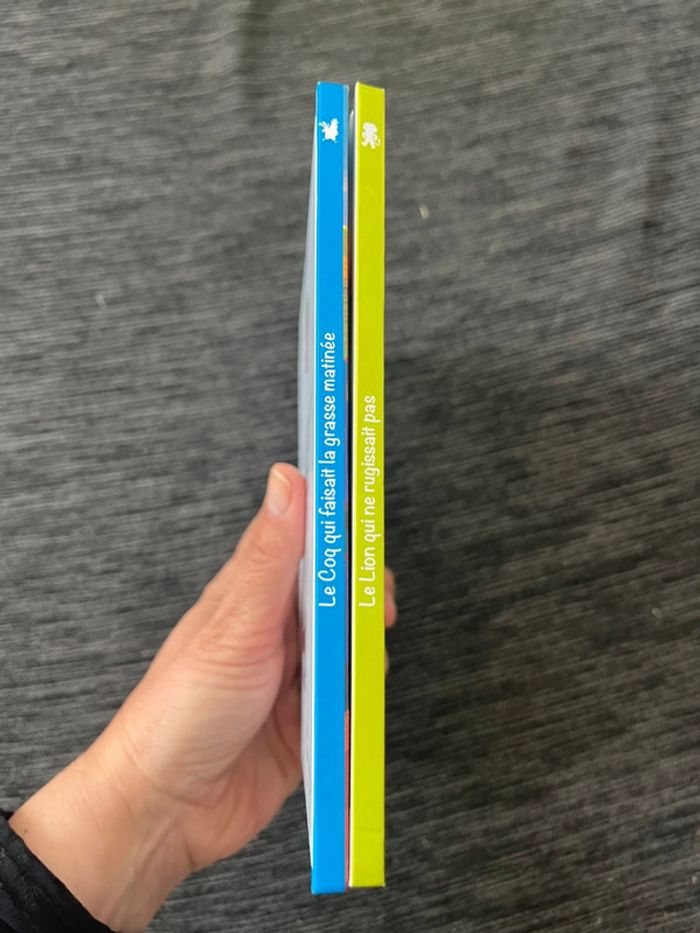 Le Coq qui faisait la grasse matinée
Le Lion qui ne rugissait pas